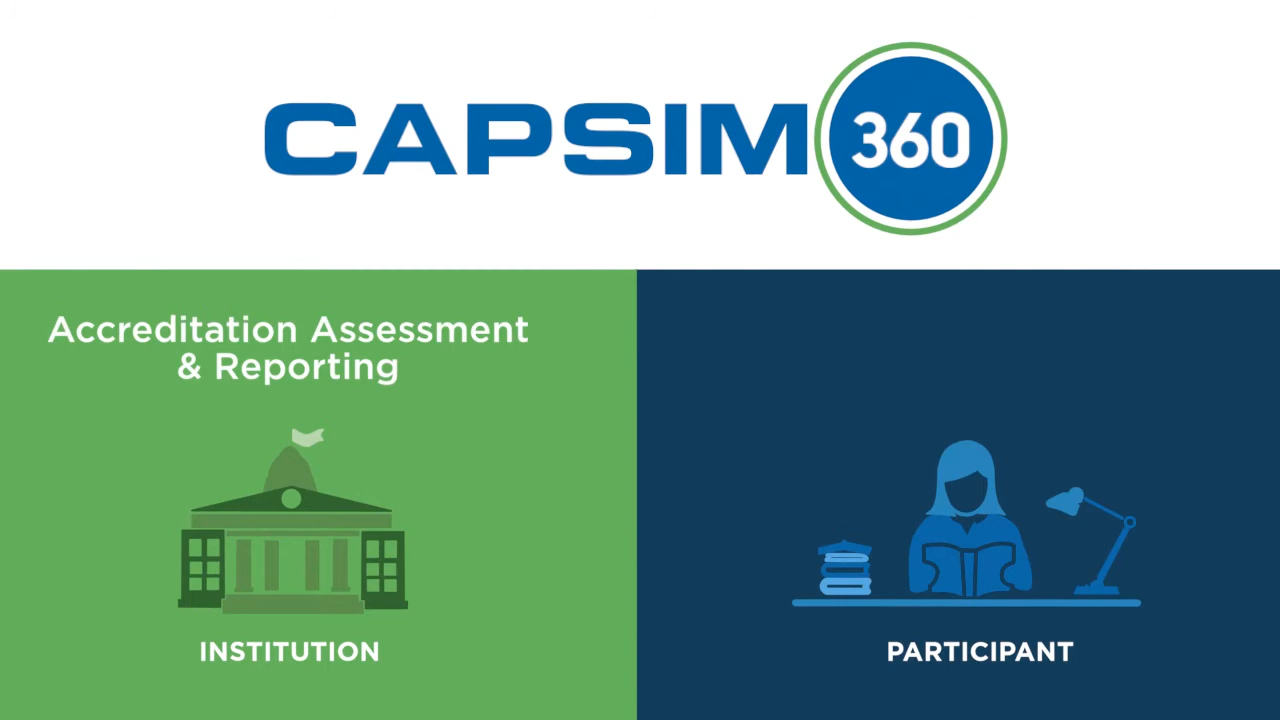 CAPSIM 360
Accreditation Assessment
& Reporting
INSTITUTION
PARTICIPANT